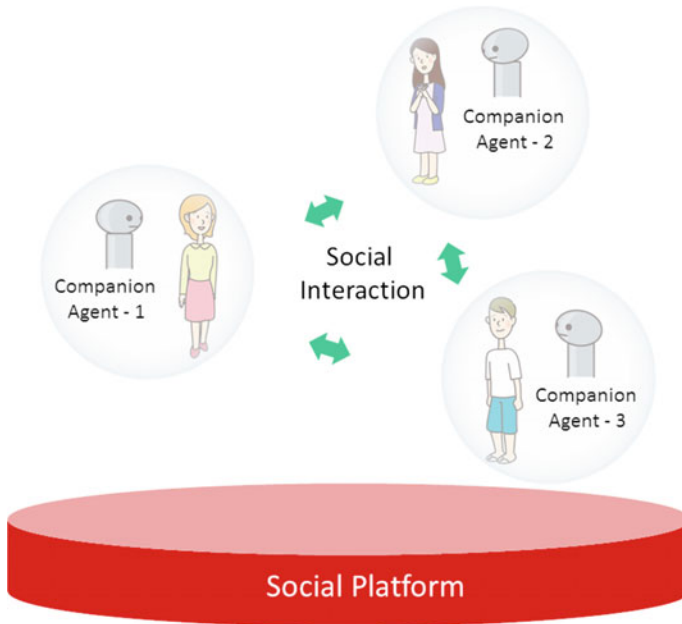 Companion
Agent - 2
Companion
Agent - 1
Social
Interaction
Companion
Agent - 3
Social Platform